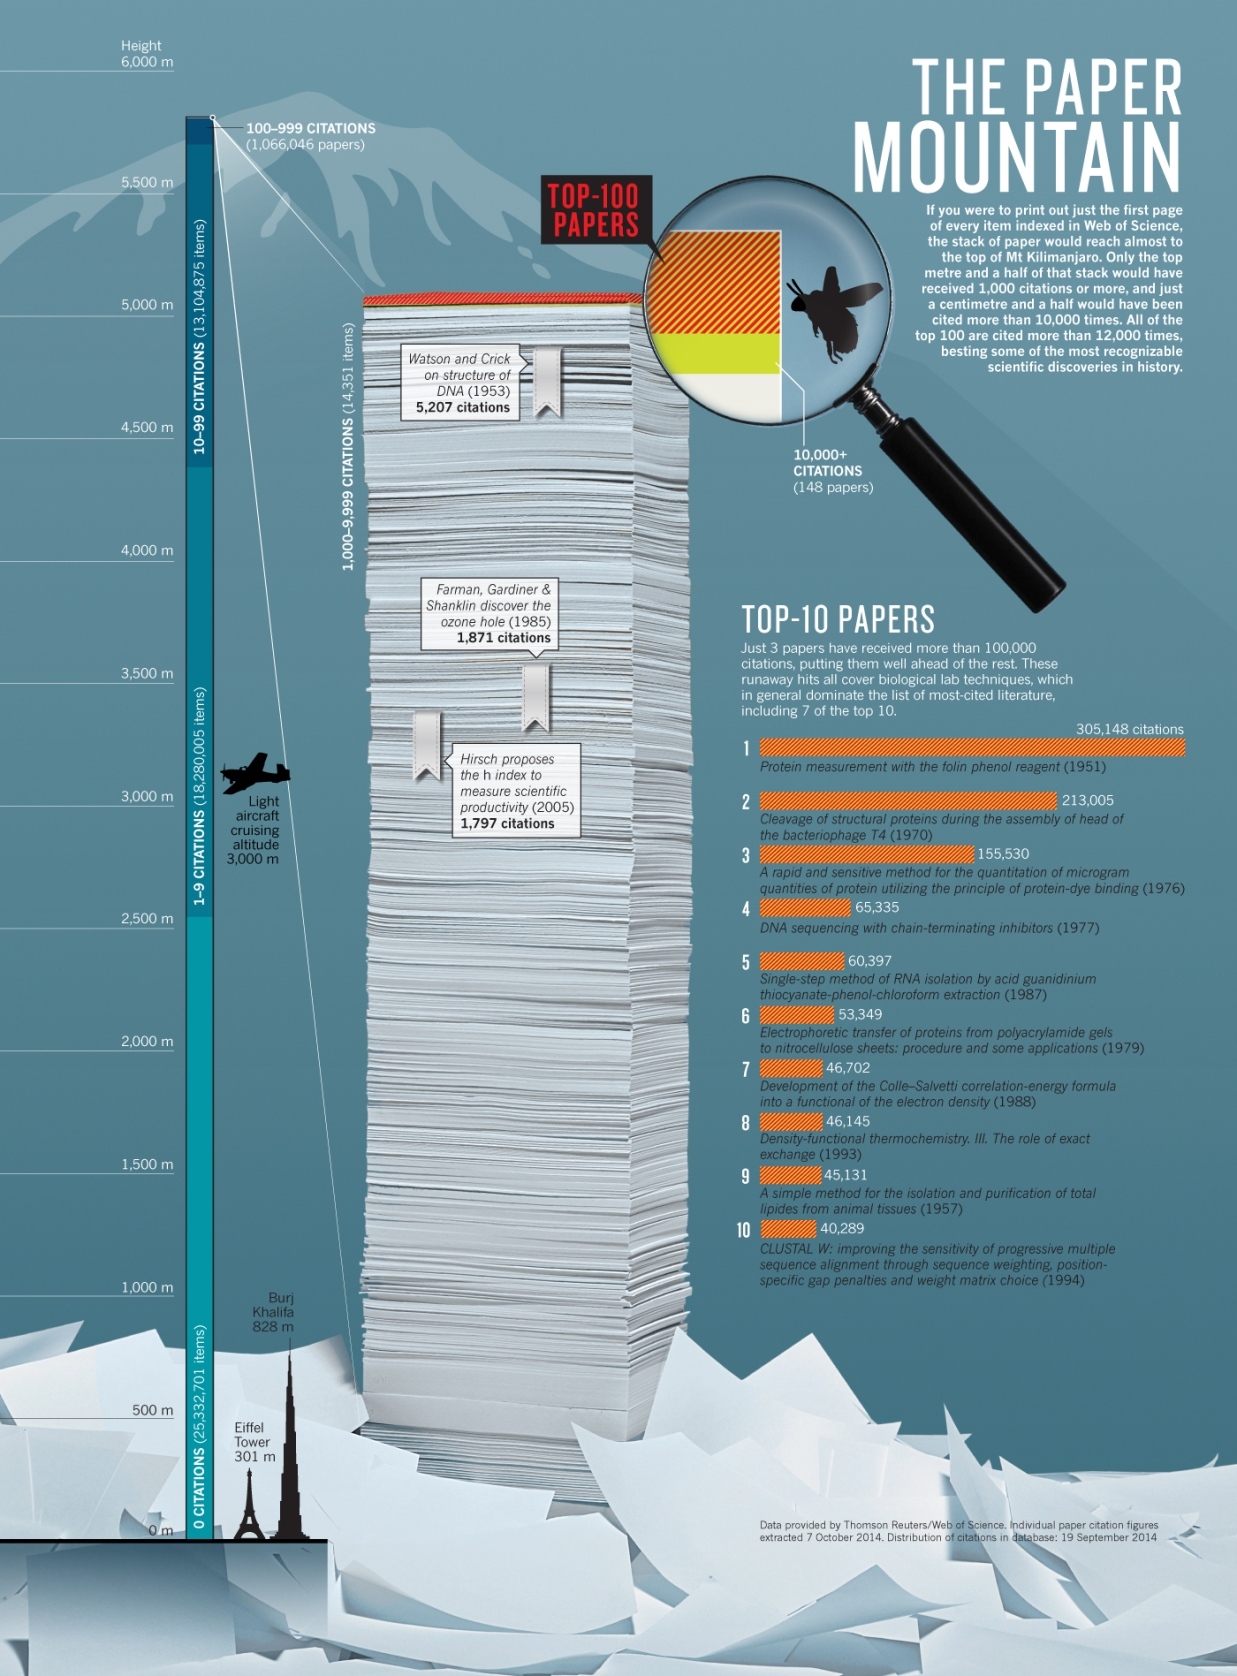 THE PAPER
MOUNTAIN
If you were to print out just the first page
of every item indexed in Web of Science,
the stack of paper would reach almost to
the top of Mt Kilimanjaro. Only the top
metre and a half of that stack would have
received 1,000 citations or more, and just
a centimetre and a half would have been
cited more than 10,000 times. All of the
top 100 are cited more than 12,000 times,
besting some of the most recognizable
scientific discoveries in history.
Height
6,000 m
5,500 m
5,000 m
4,500 m
4,000 m
3,500 m
3,000 m
2,500 m
2,000 m
1,500 m
1,000 m
500 m
0 m
100–999 CITATIONS
(1,066,046 papers)
10–99 CITATIONS (13,104,875 items)
1–9 CITATIONS (18,280,005 items)
0 CITATIONS (25,332,701 items)
Light
aircraft
cruising
altitude
3,000 m
Burj
Khalifa
828 m
Eiffel
Tower
301 m
TOP-100
PAPERS
1,000–9,999 CITATIONS (14,351 items)
Watson and Crick
on structure of
DNA (1953)
5,207 citations
Farman, Gardiner &
Shanklin discover the
ozone hole (1985)
1,871 citations
Hirsch proposes
the h index to
measure scientific
productivity (2005)
1,797 citations
10,000+
CITATIONS
(148 papers)
TOP-10 PAPERS
Just 3 papers have received more than 100,000
citations, putting them well ahead of the rest. These
runaway hits all cover biological lab techniques, which
in general dominate the list of most-cited literature,
including 7 of the top 10.
305,148 citations
1
Protein measurement with the folin phenol reagent (1951)
2 213,005
Cleavage of structural proteins during the assembly of head of
the bacteriophage T4 (1970)
3 155,530
A rapid and sensitive method for the quantitation of microgram
quantities of protein utilizing the principle of protein-dye binding (1976)
4 65,335
DNA sequencing with chain-terminating inhibitors (1977)
5 60,397
Single-step method of RNA isolation by acid guanidinium
thiocyanate-phenol-chloroform extraction (1987)
6 53,349
Electrophoretic transfer of proteins from polyacrylamide gels
to nitrocellulose sheets: procedure and some applications (1979)
7 46,702
Development of the Colle–Salvetti correlation-energy formula
into a functional of the electron density (1988)
8 46,145
Density-functional thermochemistry. III. The role of exact
exchange (1993)
9 45,131
A simple method for the isolation and purification of total
lipides from animal tissues (1957)
10 40,289
CLUSTAL W: improving the sensitivity of progressive multiple
sequence alignment through sequence weighting, position-
specific gap penalties and weight matrix choice (1994)
Data provided by Thomson Reuters/Web of Science. Individual paper citation figures
extracted 7 October 2014. Distribution of citations in database: 19 September 2014